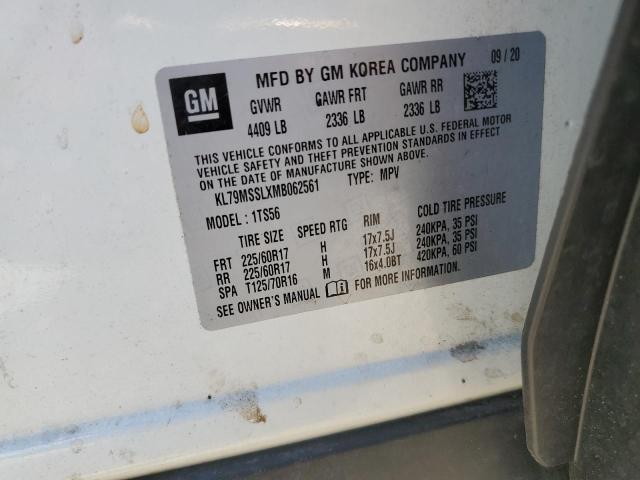 GM
MFD BY GM KOREA COMPANY 09 / 20
GVWR GAWR FRT GAWR RR
4409 LB 2336 LB 2336 LB
THIS VEHICLE CONFORMS TO ALL APPLICABLE U.S. FEDERAL MOTOR
VEHICLE SAFETY AND THEFT PREVENTION STANDARDS IN EFFECT
ON THE DATE OF MANUFACTURE SHOWN ABOVE.
KL79MSSLXMB062561 TYPE: MPV
MODEL : 1TS56
TIRE SIZE SPEED RTG RIM COLD TIRE PRESSURE
FRT 225/60R17 H 17x7.5J 240KPA, 35 PSI
RR 225/60R17 H 17x7.5J 240KPA, 35 PSI
SPA T125/70R16 M 16x4.0BT 420KPA, 60 PSI
SEE OWNER'S MANUAL FOR MORE INFORMATION.